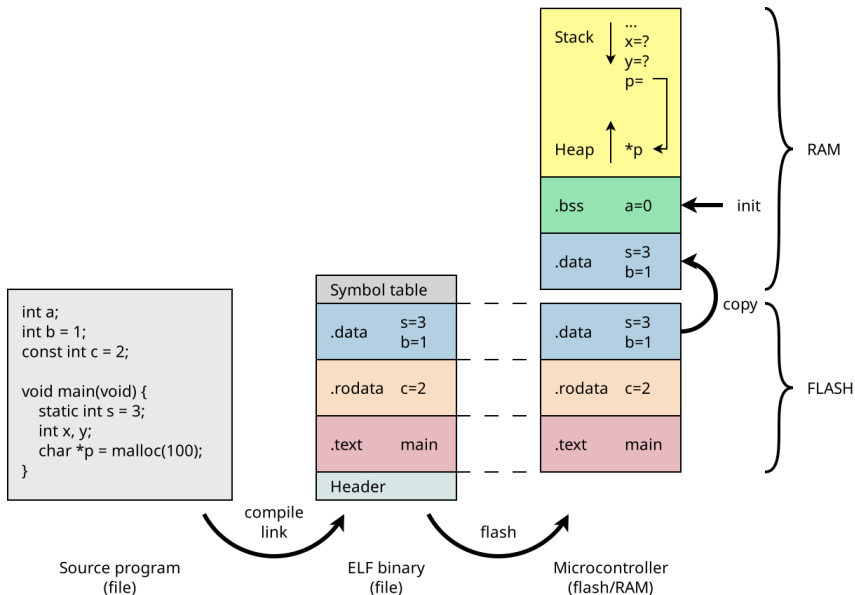 Stack
...
x=?
y=?
p=
Heap *p
RAM
.bss a=0
init
.data s=3
b=1
copy
int a;
int b = 1;
const int c = 2;
void main(void) {
static int s = 3;
int x, y;
char *p = malloc(100);
}
Symbol table
.data s=3
b=1
.rodata c=2
.text main
Header
.data s=3
b=1
.rodata c=2
.text main
FLASH
compile
link
flash
Source program
(file)
ELF binary
(file)
Microcontroller
(flash/RAM)